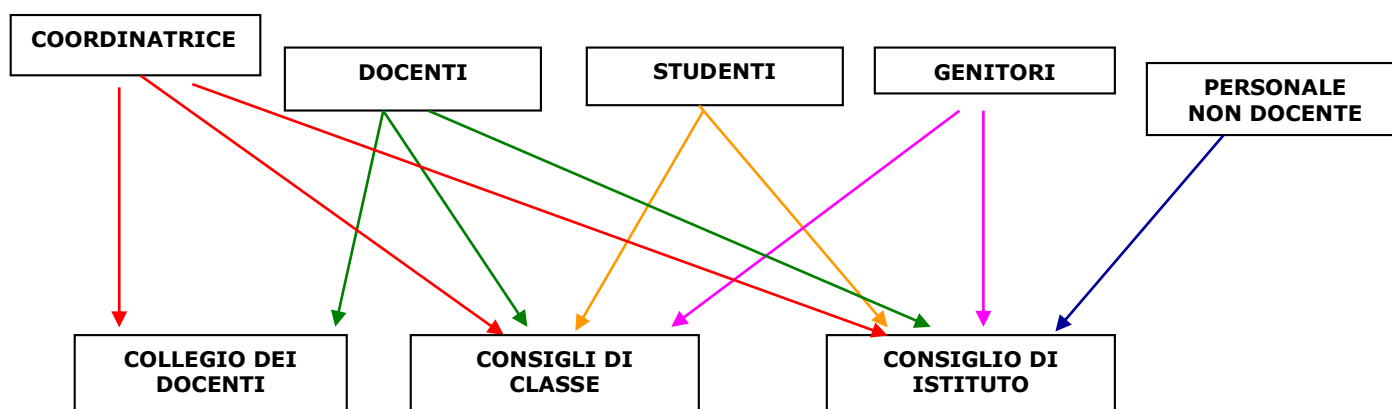 COORDINATRICE
DOCENTI
STUDENTI
GENITORI
PERSONALE
NON DOCENTE
COLLEGIO DEI
DOCENTI
CONSIGLI DI
CLASSE
CONSIGLIO DI
ISTITUTO